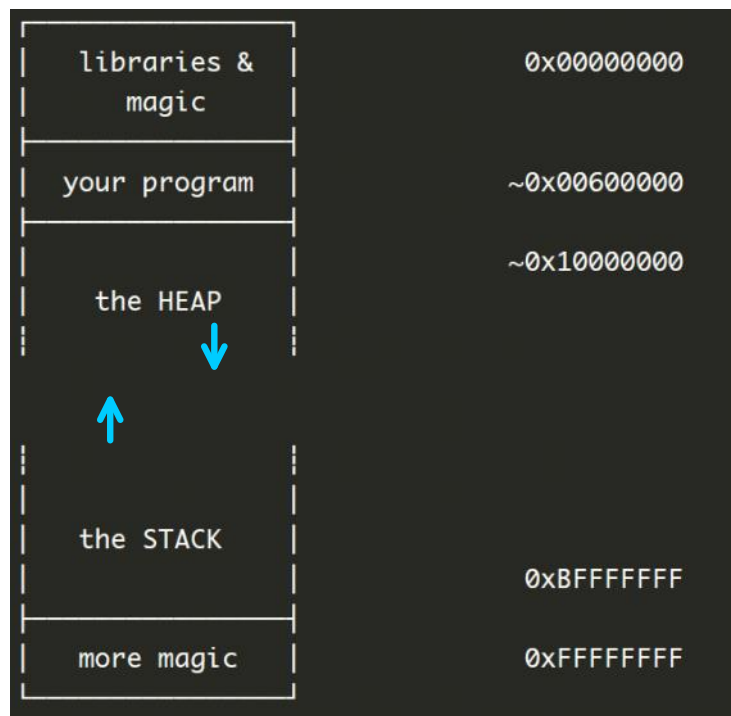 libraries & 0x00000000
magic
your program ~0x00600000
~0x10000000
the HEAP
the STACK
0xBFFFFFFF
more magic 0xFFFFFFFF